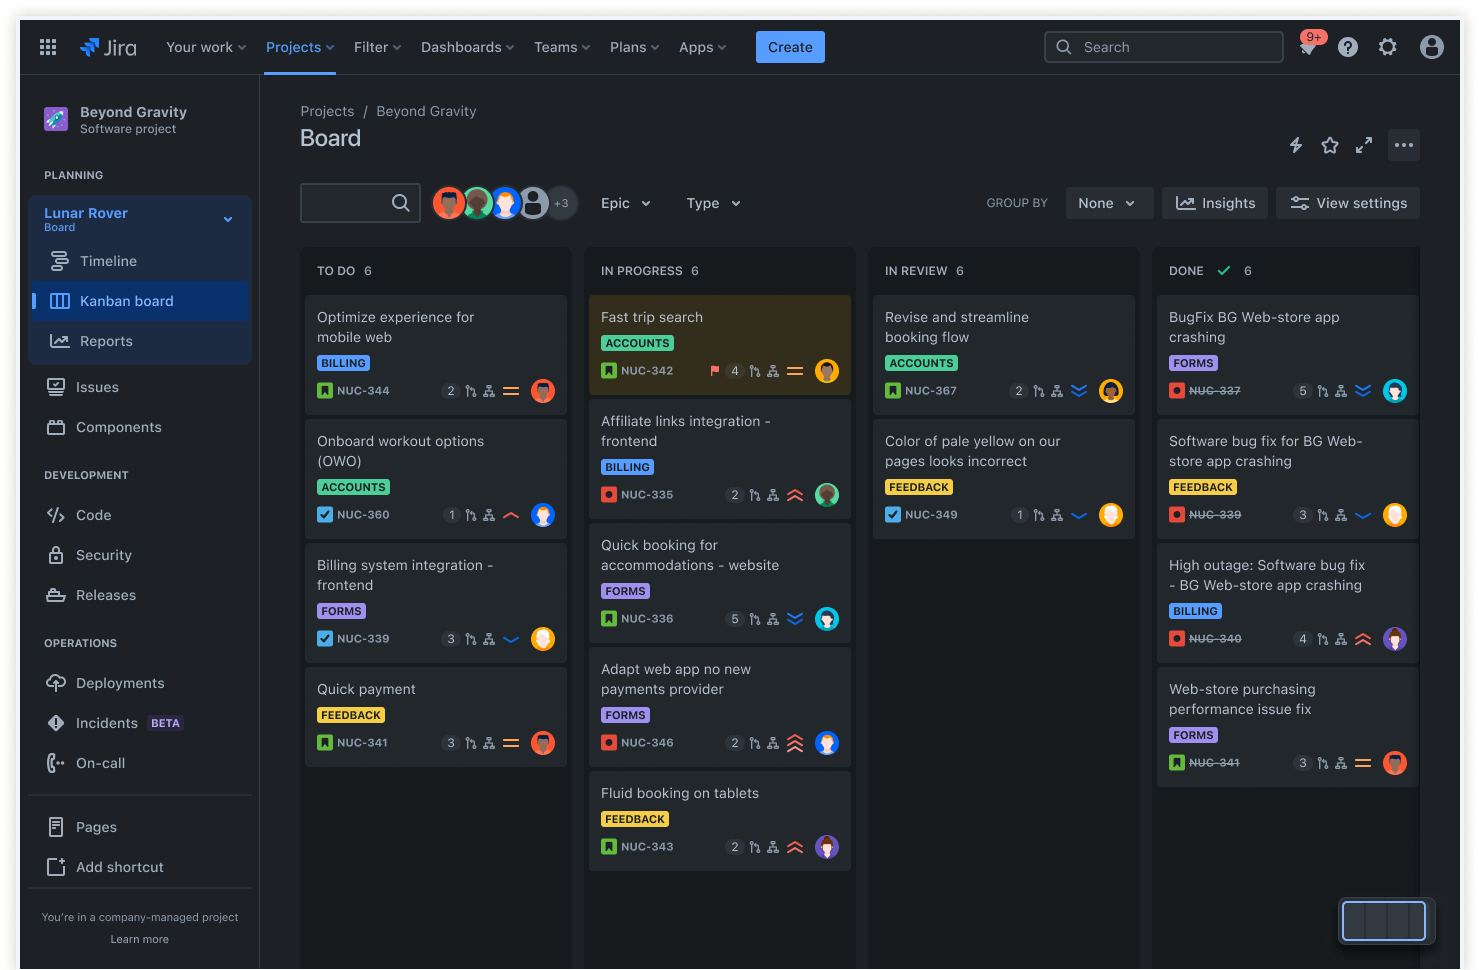 Jira
Your work
Projects
Filter
Dashboards
Teams
Plans
Apps
Create
Search
9+
Beyond Gravity
Software project
PLANNING
Lunar Rover
Board
Timeline
Kanban board
Reports
Issues
Components
DEVELOPMENT
Code
Security
Releases
OPERATIONS
Deployments
Incidents BETA
On-call
Pages
Add shortcut
You're in a company-managed project
Learn more
Projects / Beyond Gravity
Board
+3
Epic
Type
GROUP BY
None
Insights
View settings
TO DO 6
Optimize experience for
mobile web
BILLING
NUC-344 2
Onboard workout options
(OWO)
ACCOUNTS
NUC-360 1
Billing system integration -
frontend
FORMS
NUC-339 3
Quick payment
FEEDBACK
NUC-341 3
IN PROGRESS 6
Fast trip search
ACCOUNTS
NUC-342 4
Affiliate links integration -
frontend
BILLING
NUC-335 2
Quick booking for
accommodations - website
FORMS
NUC-336 5
Adapt web app no new
payments provider
FORMS
NUC-346 2
Fluid booking on tablets
FEEDBACK
NUC-343 2
IN REVIEW 6
Revise and streamline
booking flow
ACCOUNTS
NUC-367 2
Color of pale yellow on our
pages looks incorrect
FEEDBACK
NUC-349 1
DONE 6
BugFix BG Web-store app
crashing
FORMS
NUC-337 5
Software bug fix for BG Web-
store app crashing
FEEDBACK
NUC-339 3
High outage: Software bug fix
- BG Web-store app crashing
BILLING
NUC-340 4
Web-store purchasing
performance issue fix
FORMS
NUC-341 3